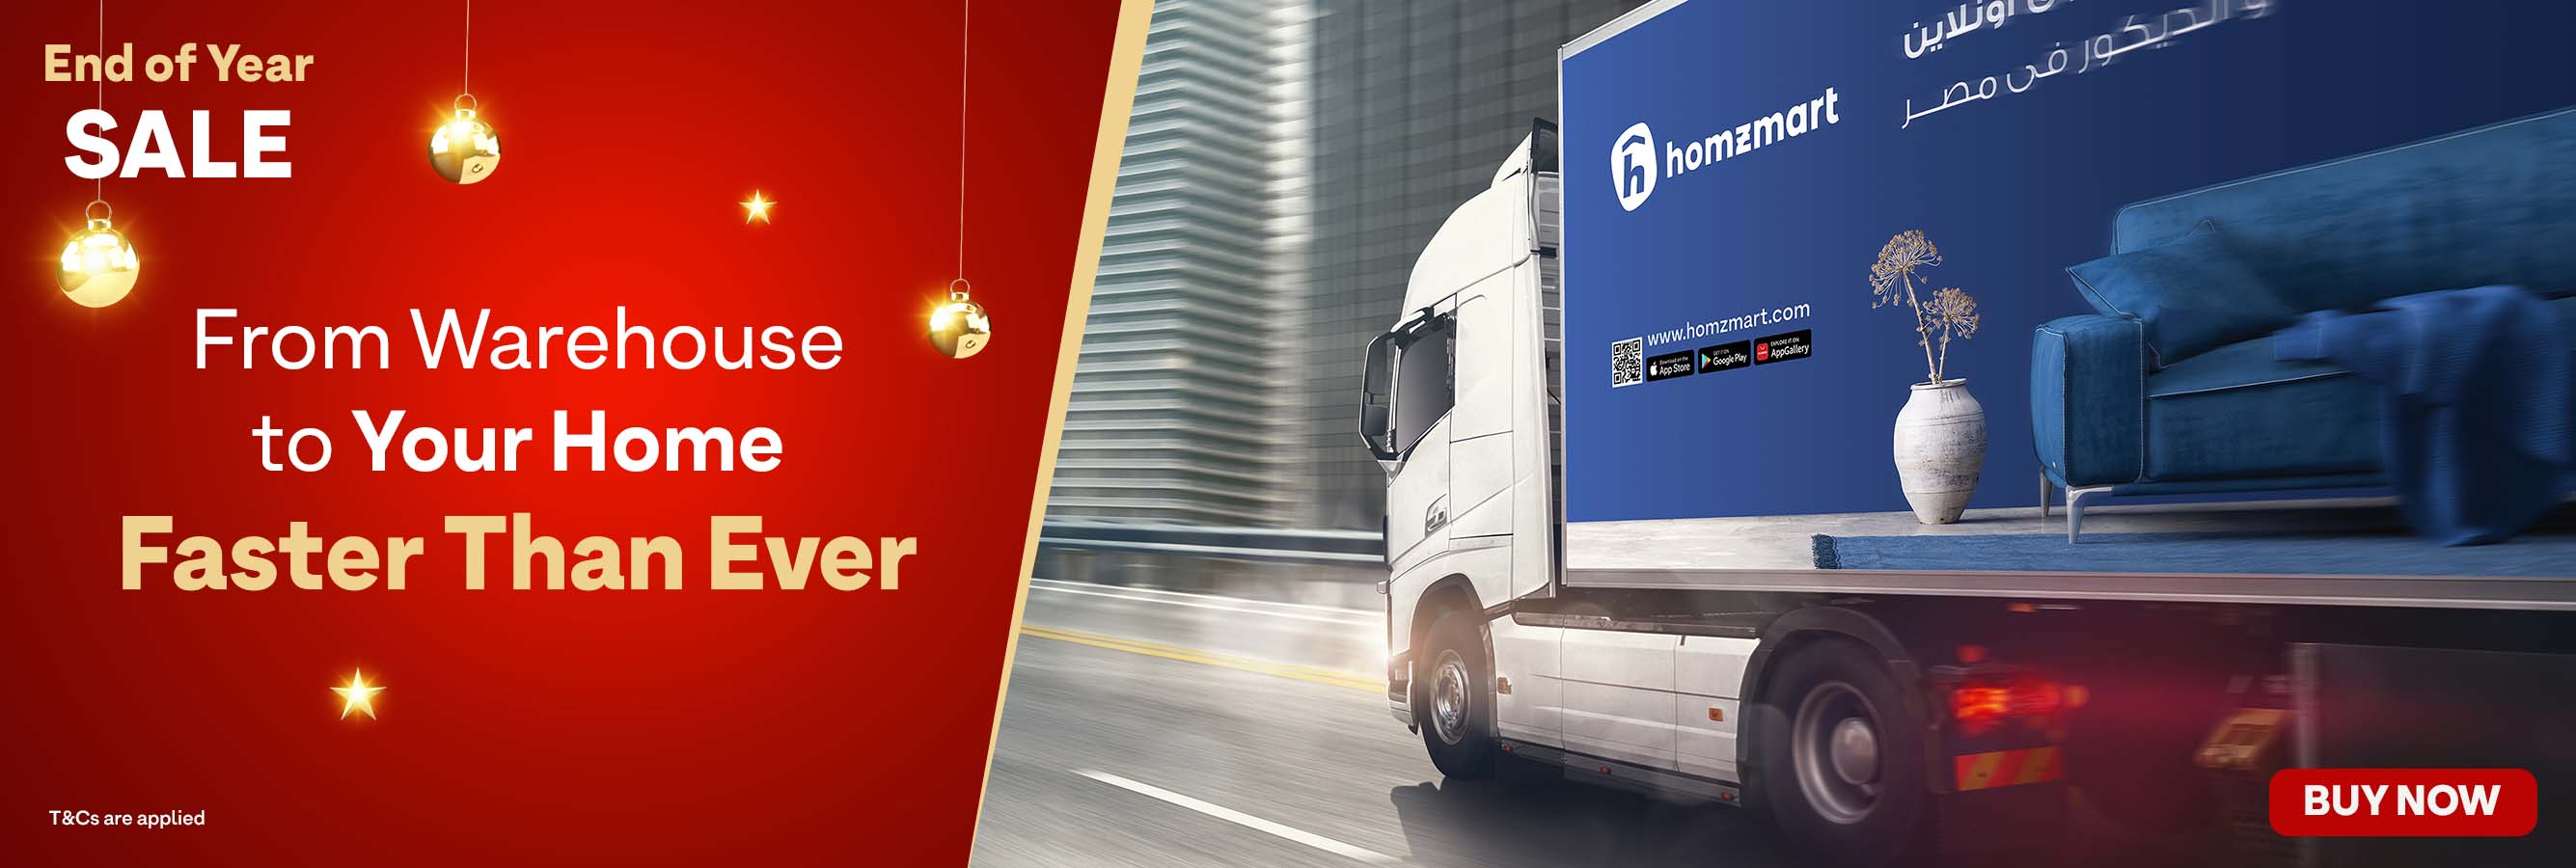 End of Year
SALE
From Warehouse
to Your Home
Faster Than Ever
T&Cs are applied
homzmart
أونلاين
والديكور في مصر
www.homzmart.com
Download on the
App Store
GET IT ON
Google Play
EXPLORE IT ON
AppGallery
BUY NOW